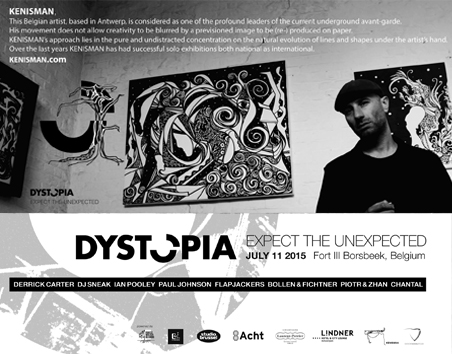 KENISMAN.
This Belgian artist, based in Antwerp, is considered as one of the profound leaders of the current underground avant-garde.
His movement does not allow creativity to be blurred by a previsioned image to be (re-) produced on paper.
KENISMAN's approach lies in the pure and undistracted concentration on the natural evolution of lines and shapes under the artist's hand.
Over the last years KENISMAN has had successful solo exhibitions both national as international.
KENISMAN.com
DYSTOPIA
EXPECT THE UNEXPECTED
DYSTOPIA EXPECT THE UNEXPECTED
JULY 11 2015 Fort III Borsbeek, Belgium
DERRICK CARTER DJ SNEAK IAN POOLEY PAUL JOHNSON FLAPJACKERS BOLLEN & FICHTNER PIOTR & ZHAN CHANTAL
studio brussel
Acht
LINDNER